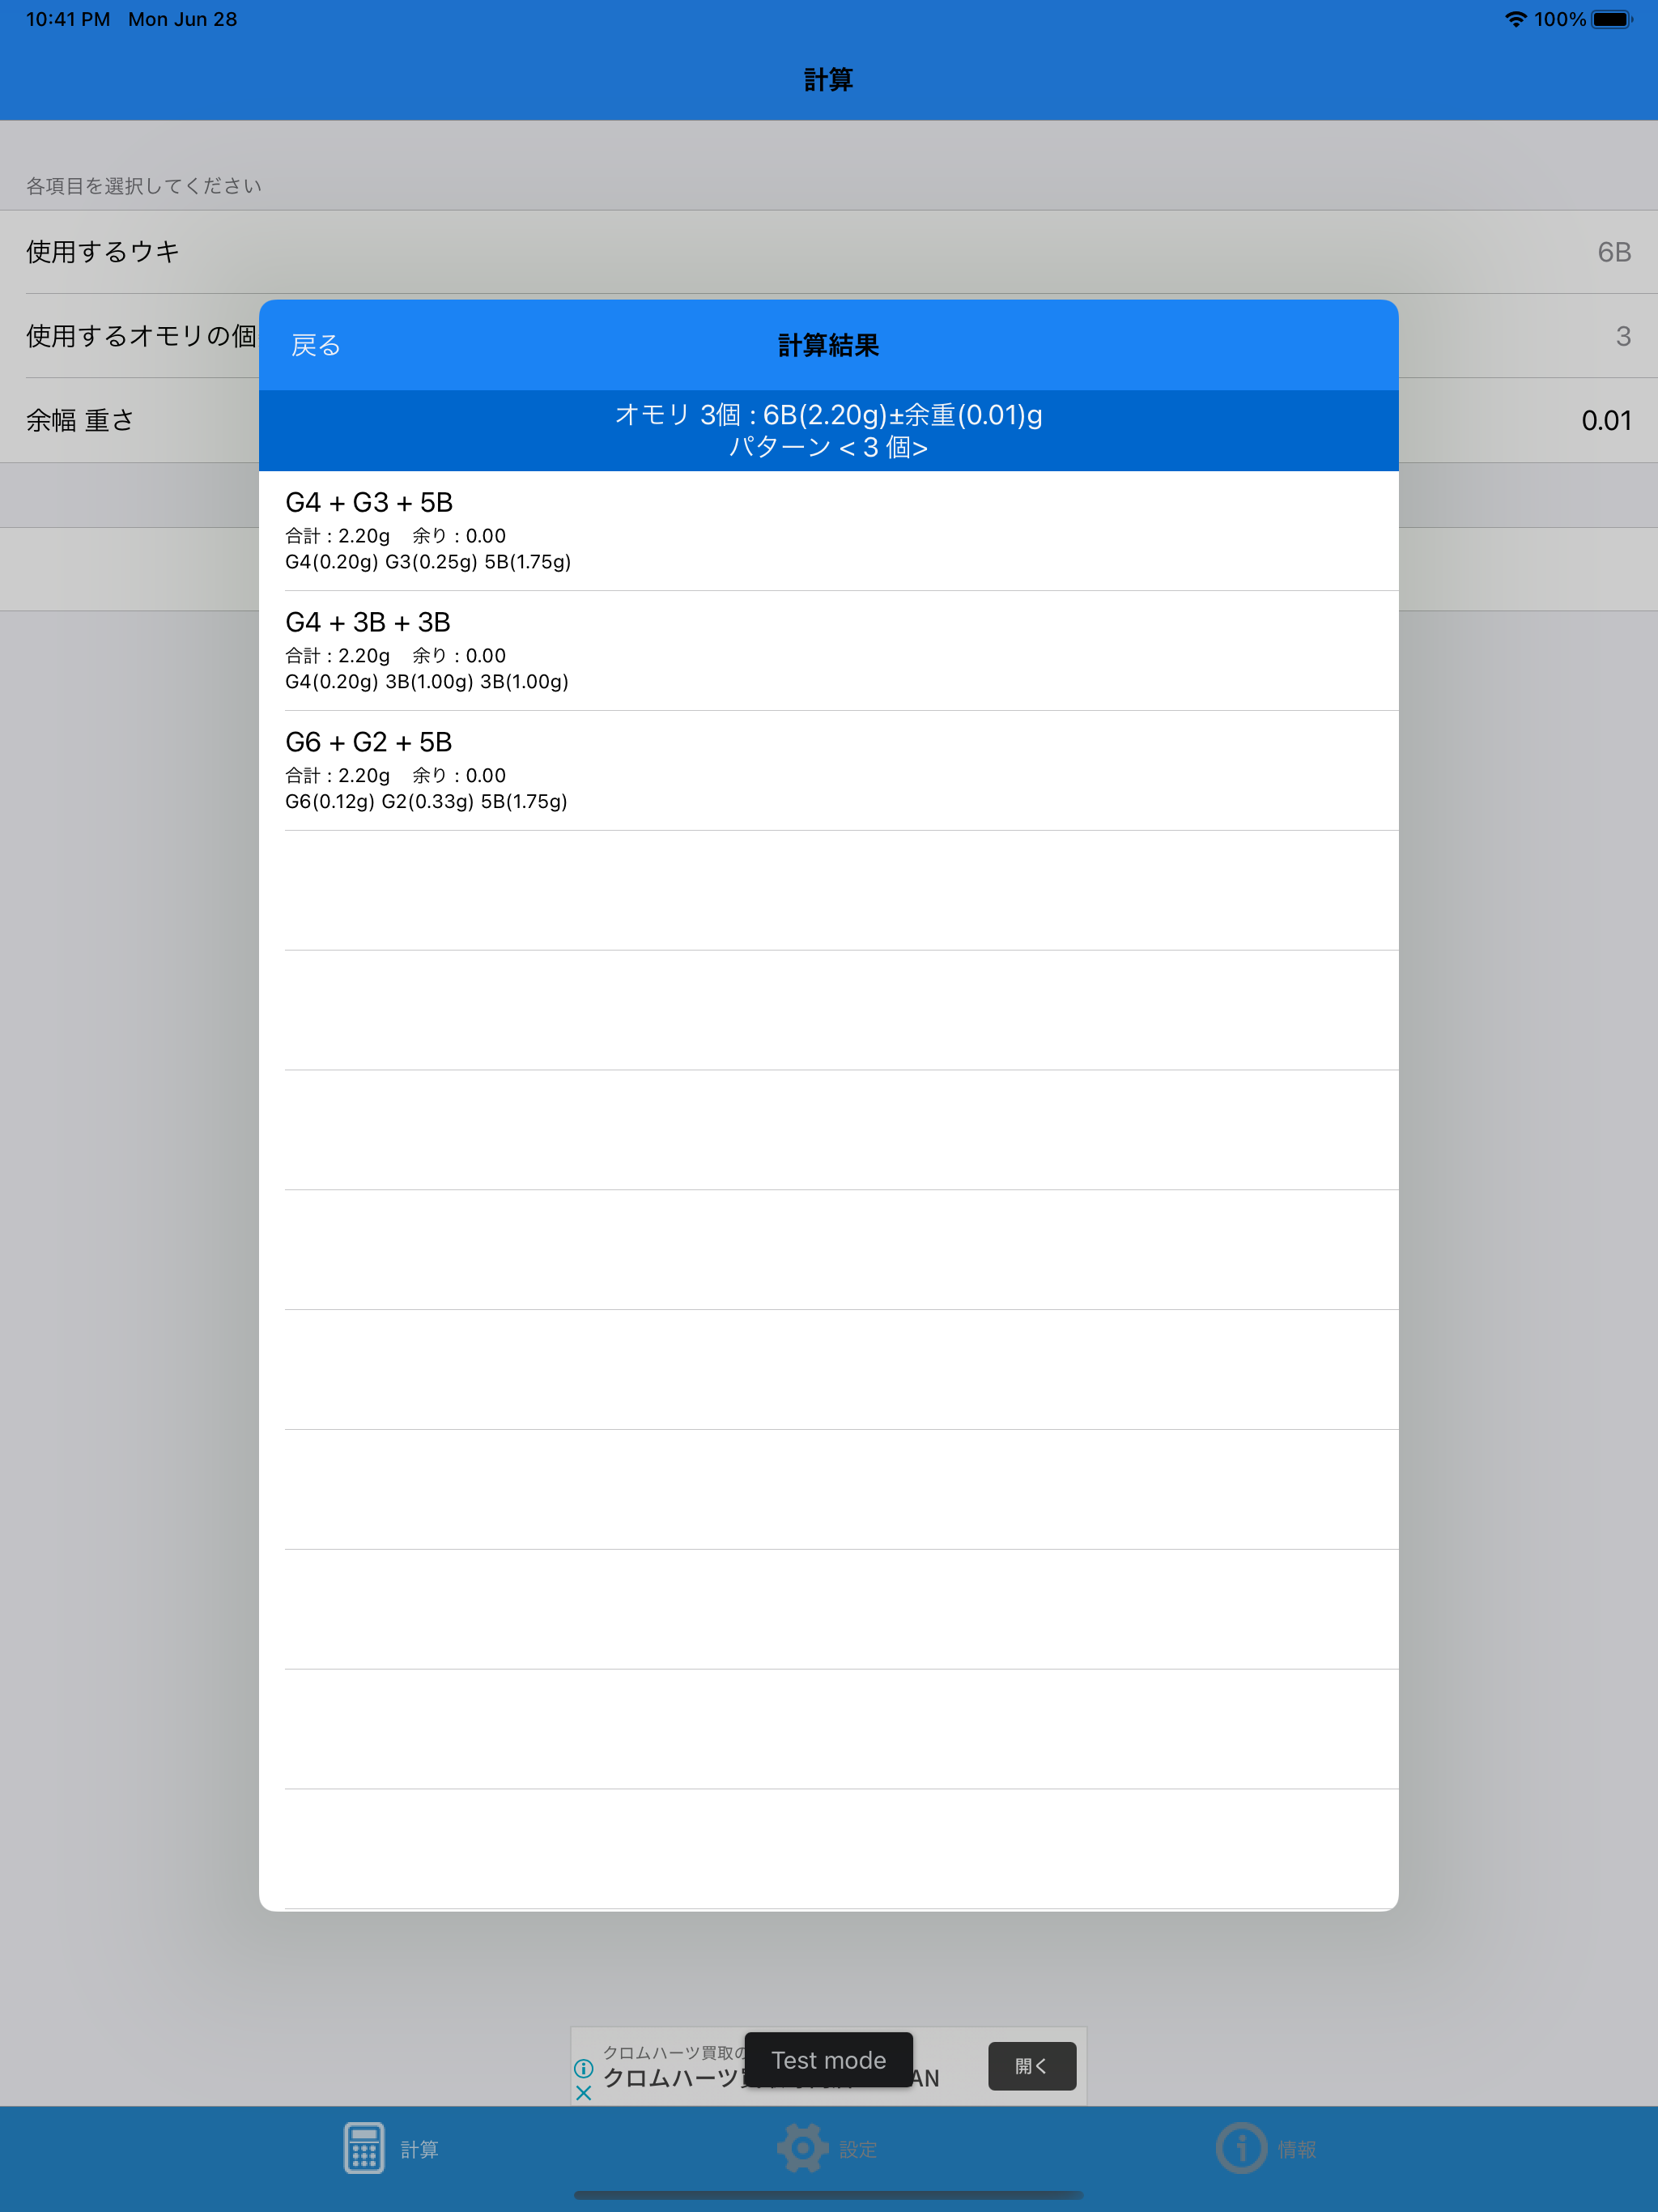 10:41 PM Mon Jun 28 100%
計算
各項目を選択してください
使用するウキ 6B
使用するオモリの個 3
余幅 重さ 0.01
戻る 計算結果
オモリ 3個 : 6B(2.20g)±余重(0.01)g
パターン < 3 個>
G4 + G3 + 5B
合計 : 2.20g 余り : 0.00
G4(0.20g) G3(0.25g) 5B(1.75g)
G4 + 3B + 3B
合計 : 2.20g 余り : 0.00
G4(0.20g) 3B(1.00g) 3B(1.00g)
G6 + G2 + 5B
合計 : 2.20g 余り : 0.00
G6(0.12g) G2(0.33g) 5B(1.75g)
クロムハーツ買取の
クロムハーツ AN
Test mode
開く
計算 設定 情報